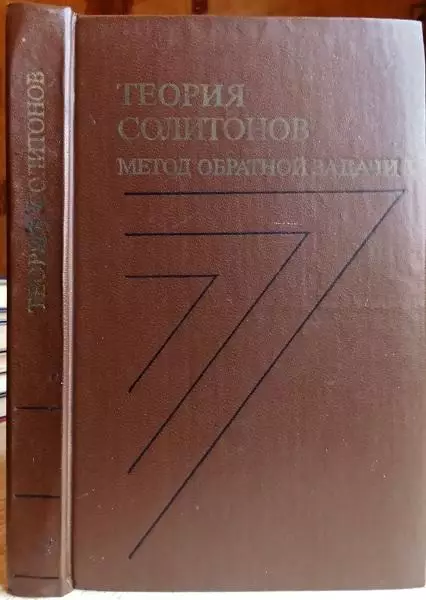 ТЕОРИЯ
СОЛИТОНОВ
МЕТОД ОБРАТНОЙ ЗАДАЧИ
ТЕОРИЯ СОЛИТОНОВ